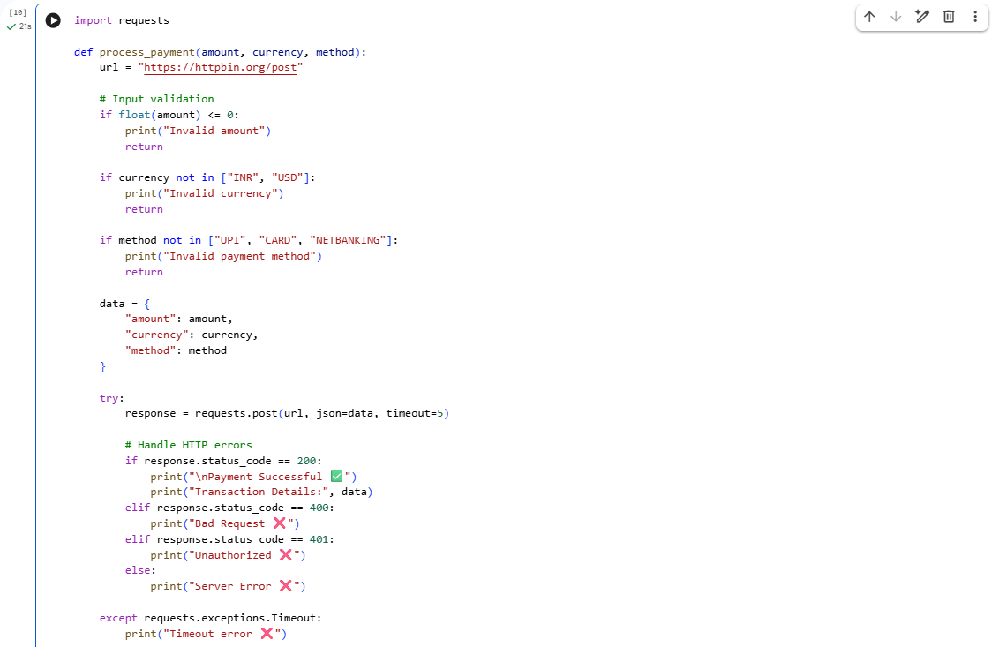 [10]
21s
import requests
def process_payment(amount, currency, method):
    url = "https://httpbin.org/post"
    # Input validation
    if float(amount) <= 0:
        print("Invalid amount")
        return
    if currency not in ["INR", "USD"]:
        print("Invalid currency")
        return
    if method not in ["UPI", "CARD", "NETBANKING"]:
        print("Invalid payment method")
        return
    data = {
        "amount": amount,
        "currency": currency,
        "method": method
    }
    try:
        response = requests.post(url, json=data, timeout=5)
        # Handle HTTP errors
        if response.status_code == 200:
            print("\nPayment Successful ✅")
            print("Transaction Details:", data)
        elif response.status_code == 400:
            print("Bad Request ❌")
        elif response.status_code == 401:
            print("Unauthorized ❌")
        else:
            print("Server Error ❌")
    except requests.exceptions.Timeout:
        print("Timeout error ❌")